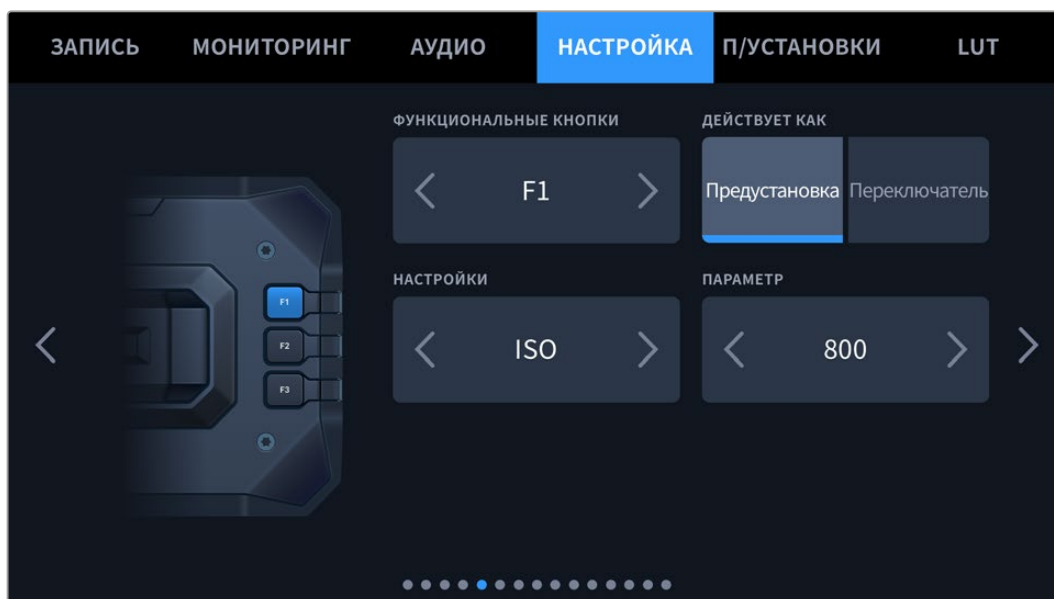 ЗАПИСЬ МОНИТОРИНГ АУДИО НАСТРОЙКА П/УСТАНОВКИ LUT
ФУНКЦИОНАЛЬНЫЕ КНОПКИ ДЕЙСТВУЕТ КАК
F1 Предустановка Переключатель
F1
F2
F3
НАСТРОЙКИ ПАРАМЕТР
ISO 800